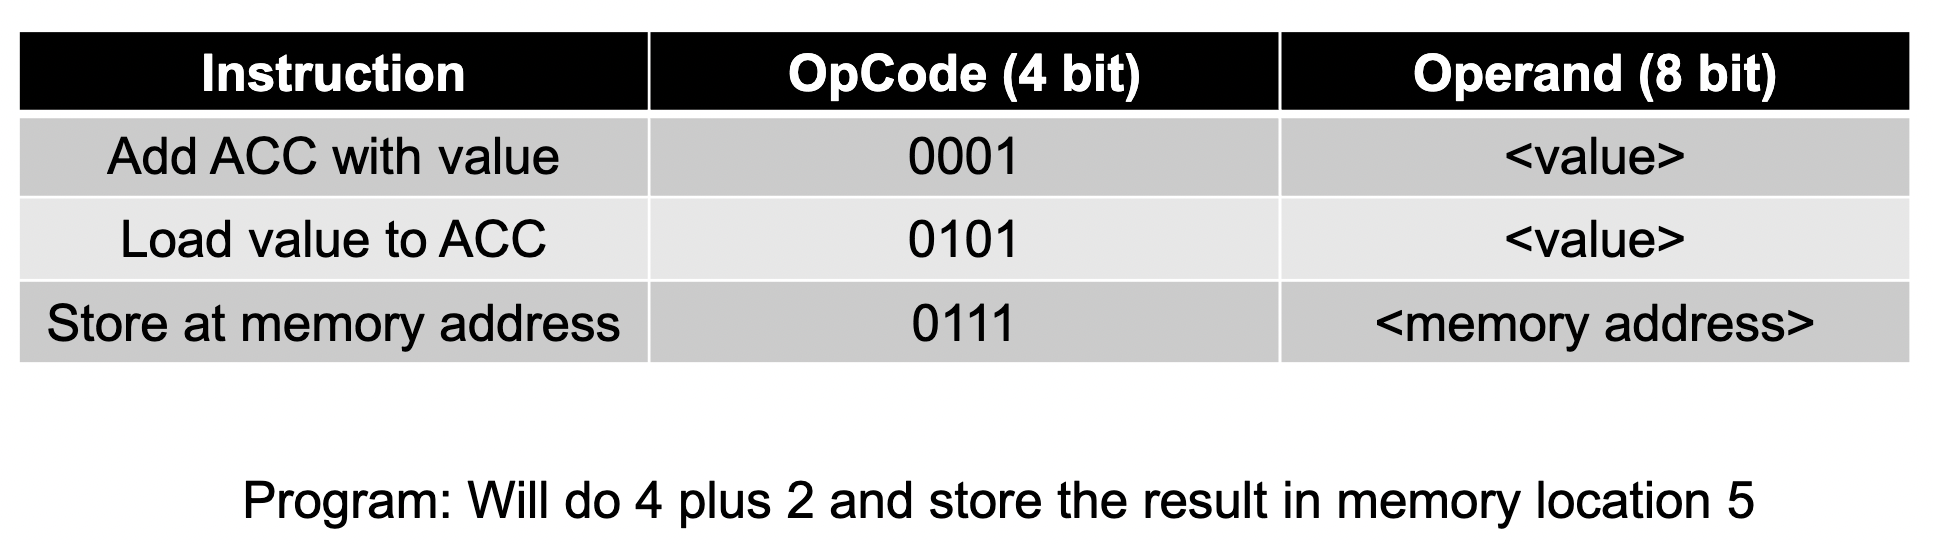 Instruction OpCode (4 bit) Operand (8 bit)
Add ACC with value 0001 <value>
Load value to ACC 0101 <value>
Store at memory address 0111 <memory address>
Program: Will do 4 plus 2 and store the result in memory location 5